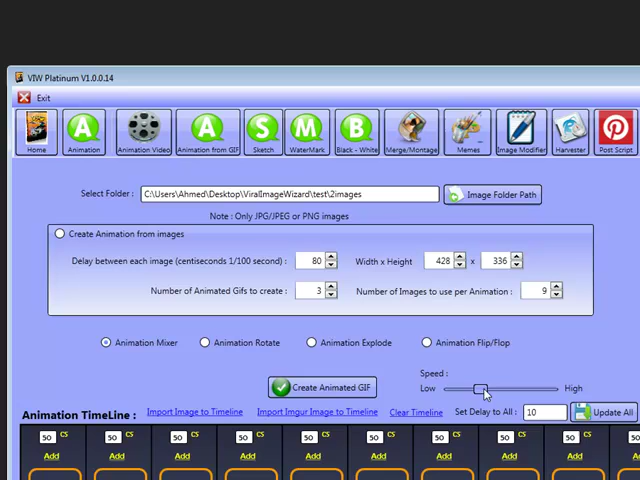 VIW Platinum V1.0.0.14
Exit
Home Animation Animation Video Animation from GIF Sketch WaterMark Black - White Merge/Montage Memes Image Modifier Harvester Post Script
Select Folder : C:\Users\Ahmed\Desktop\ViralImageWizard\test\2images Image Folder Path
Note : Only JPG/JPEG or PNG images
Create Animation from images
Delay between each image (centiseconds 1/100 second) : 80 Width x Height 428 x 336
Number of Animated Gifs to create : 3 Number of Images to use per Animation : 9
Animation Mixer Animation Rotate Animation Explode Animation Flip/Flop
Speed :
Create Animated GIF Low High
Animation TimeLine : Import Image to Timeline Import Imgur Image to Timeline Clear Timeline Set Delay to All : 10 Update All
50 CS 50 CS 50 CS 50 CS 50 CS 50 CS 50 CS 50 CS 50 CS
Add Add Add Add Add Add Add Add Add